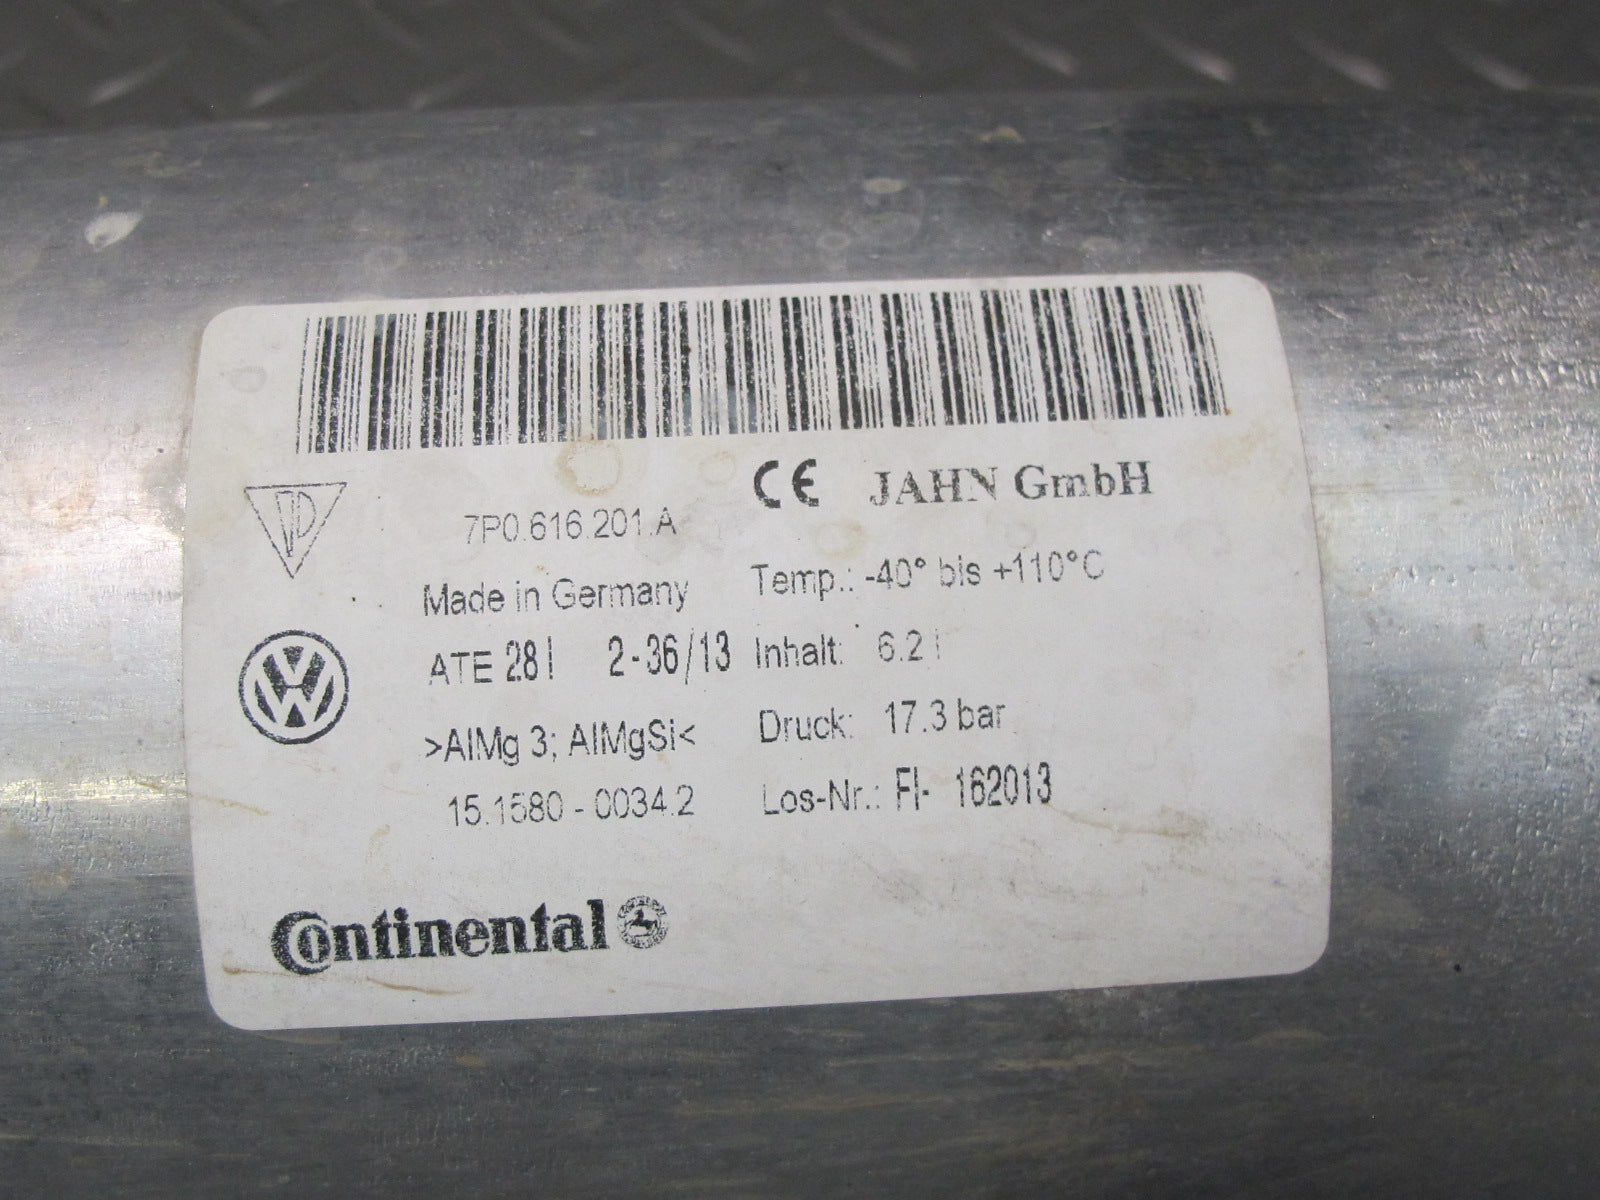 CE JAHN GmbH
7P0.616.201.A
Made in Germany
Temp.: -40° bis +110°C
ATE 28 l 2-36/13
Inhalt: 6.2 l
>AlMg 3; AlMgSi<
Druck: 17.3 bar
15.1580 - 0034.2
Los-Nr.: Fl- 162013
Continental